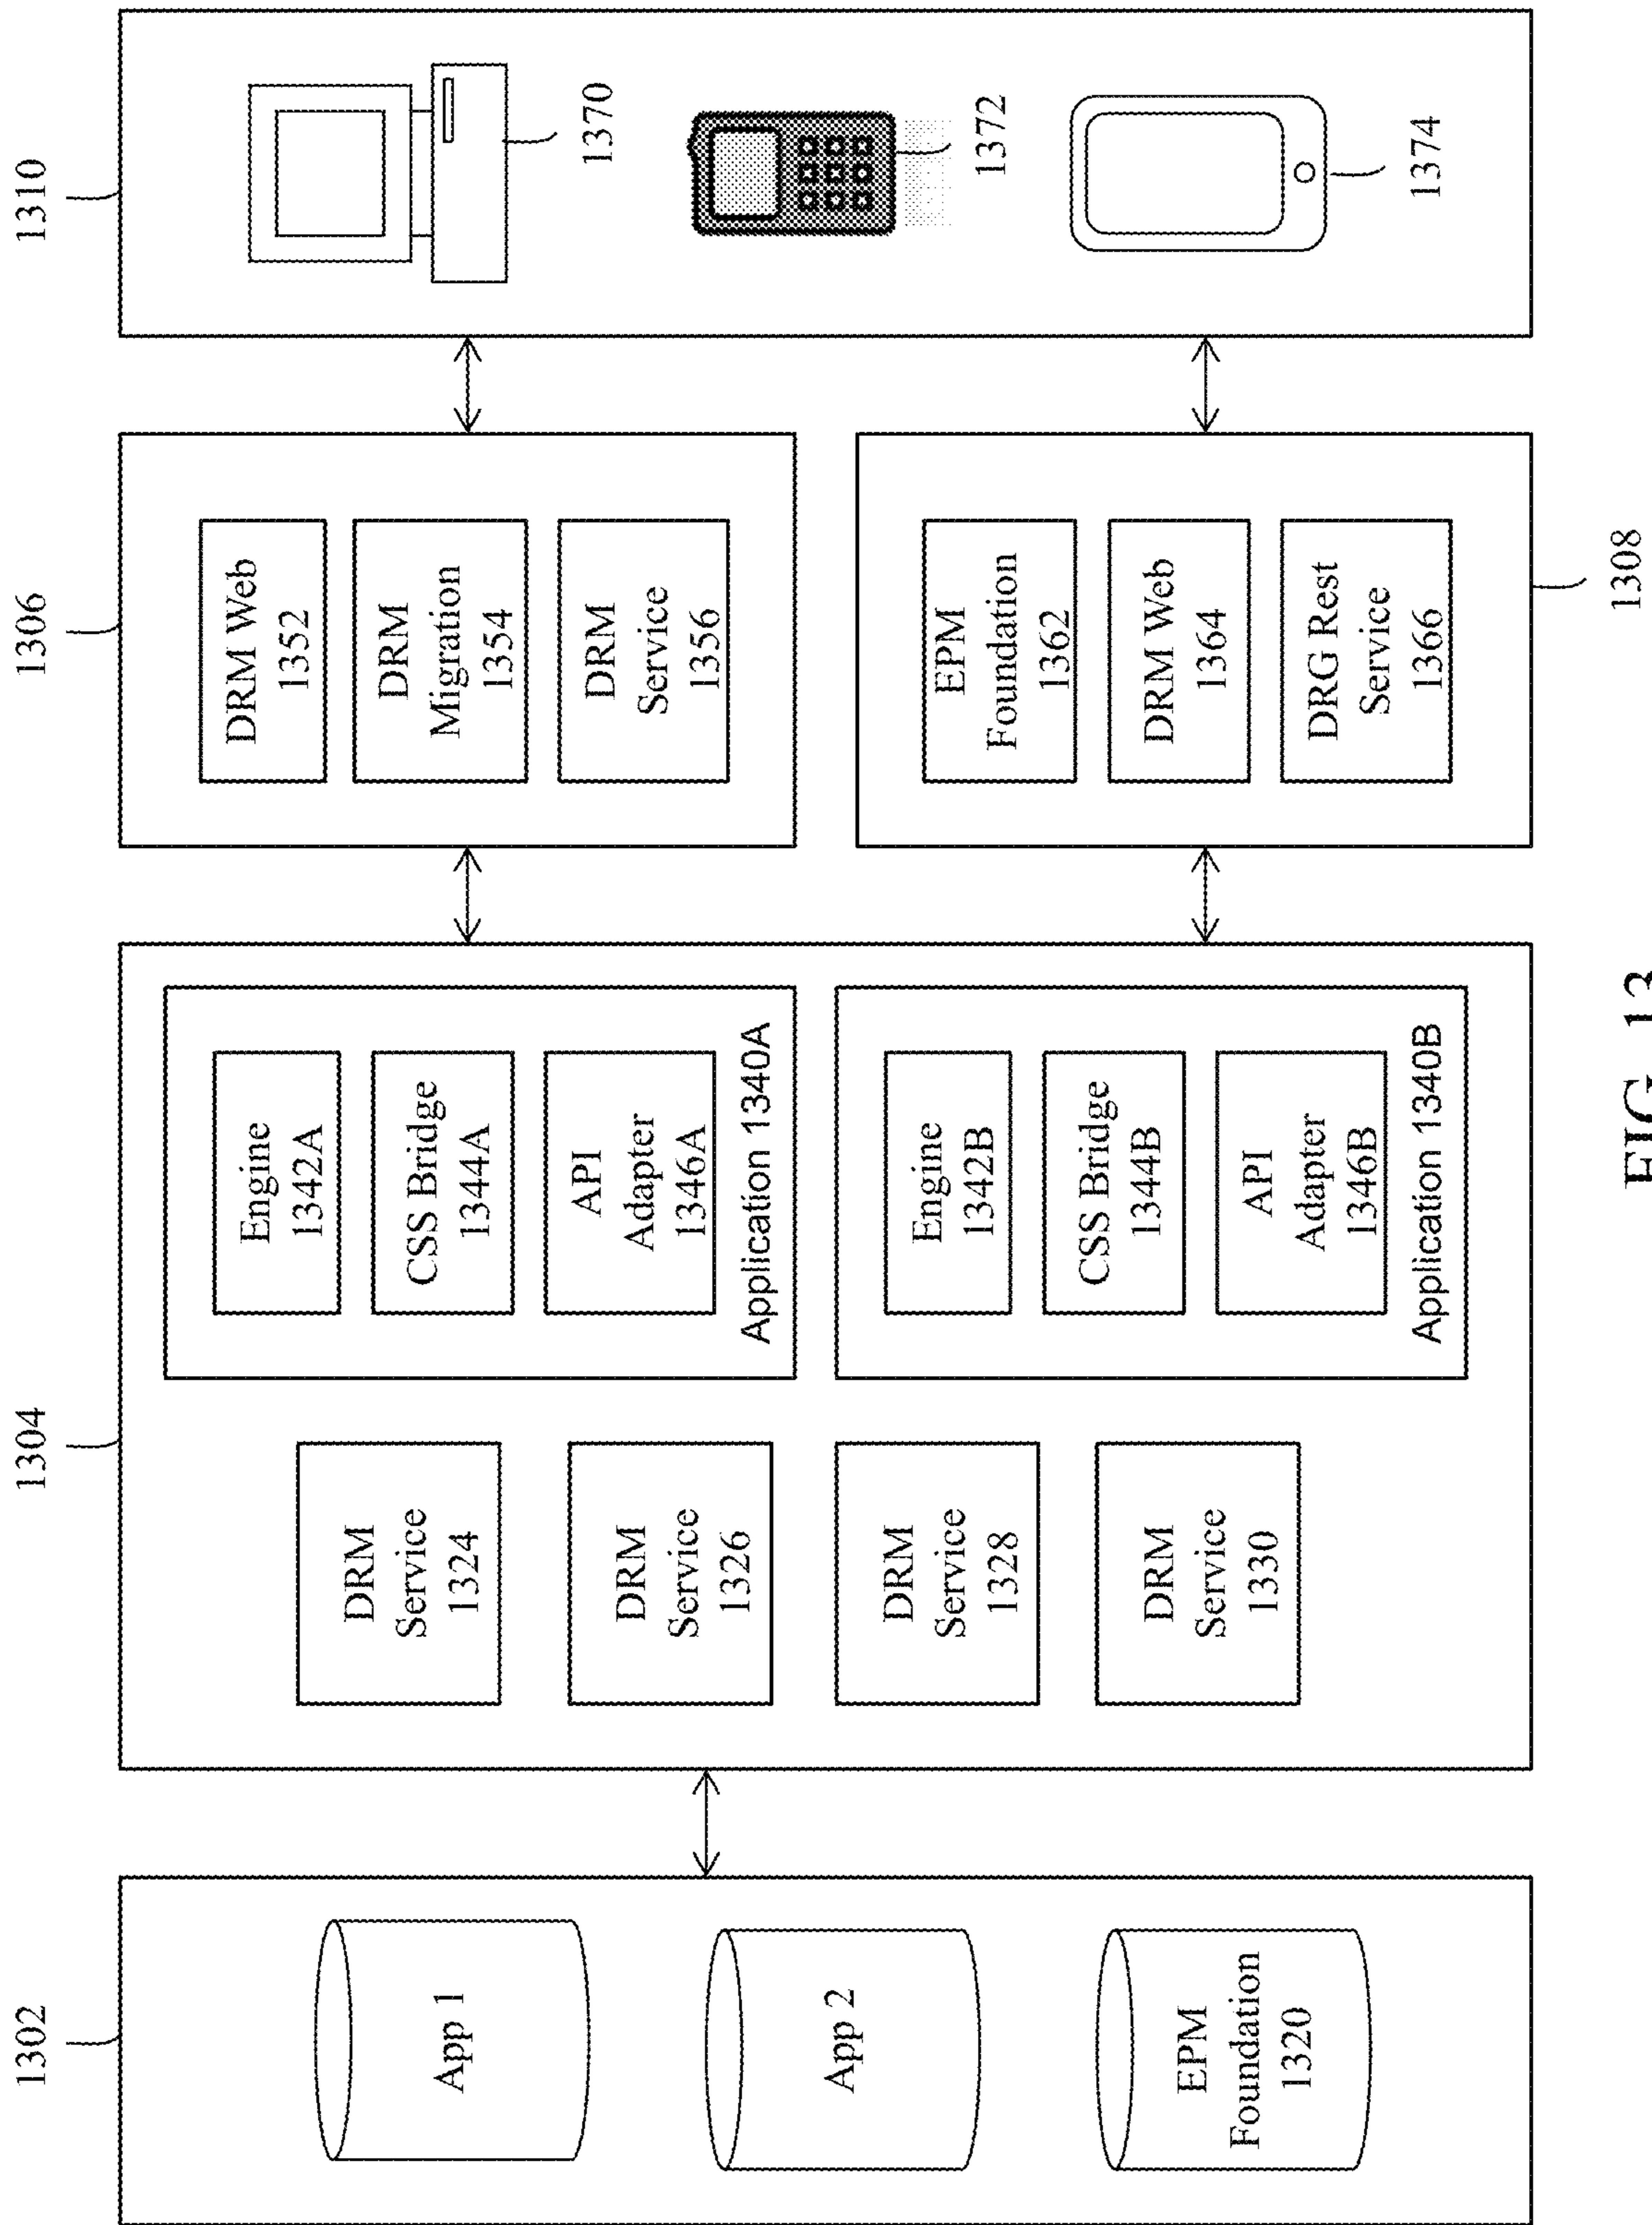 1302
1304
1306
1310
App 1
App 2
EPM
Foundation
1320
DRM
Service
1324
DRM
Service
1326
DRM
Service
1328
DRM
Service
1330
Engine
1342A
CSS Bridge
1344A
API
Adapter
1346A
Application 1340A
Engine
1342B
CSS Bridge
1344B
API
Adapter
1346B
Application 1340B
DRM Web
1352
DRM
Migration
1354
DRM
Service
1356
EPM
Foundation
1362
DRM Web
1364
DRG Rest
Service
1366
1308
1370
1372
1374
FIG. 13